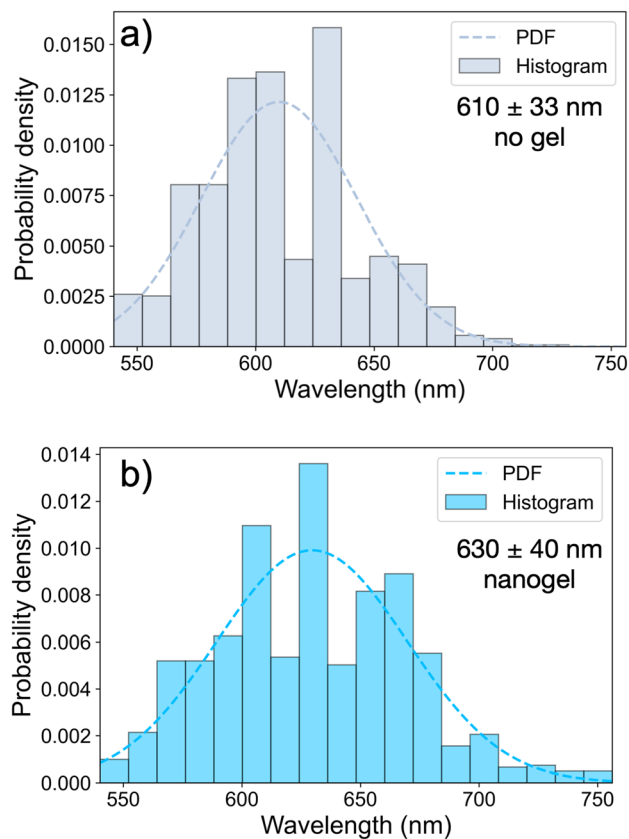 a)
PDF
Histogram
610 ± 33 nm
no gel
Probability density
0.0150
0.0125
0.0100
0.0075
0.0050
0.0025
0.0000
550 600 650 700 750
Wavelength (nm)
b)
PDF
Histogram
630 ± 40 nm
nanogel
Probability density
0.014
0.012
0.010
0.008
0.006
0.004
0.002
0.000
550 600 650 700 750
Wavelength (nm)